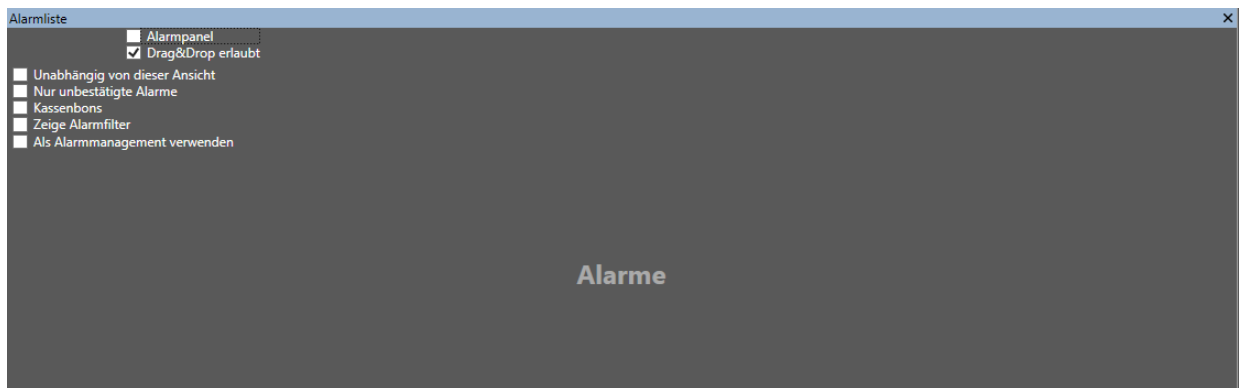 Alarmliste
Alarmpanel
Drag&Drop erlaubt
Unabhängig von dieser Ansicht
Nur unbestätigte Alarme
Kassenbons
Zeige Alarmfilter
Als Alarmmanagement verwenden
Alarme